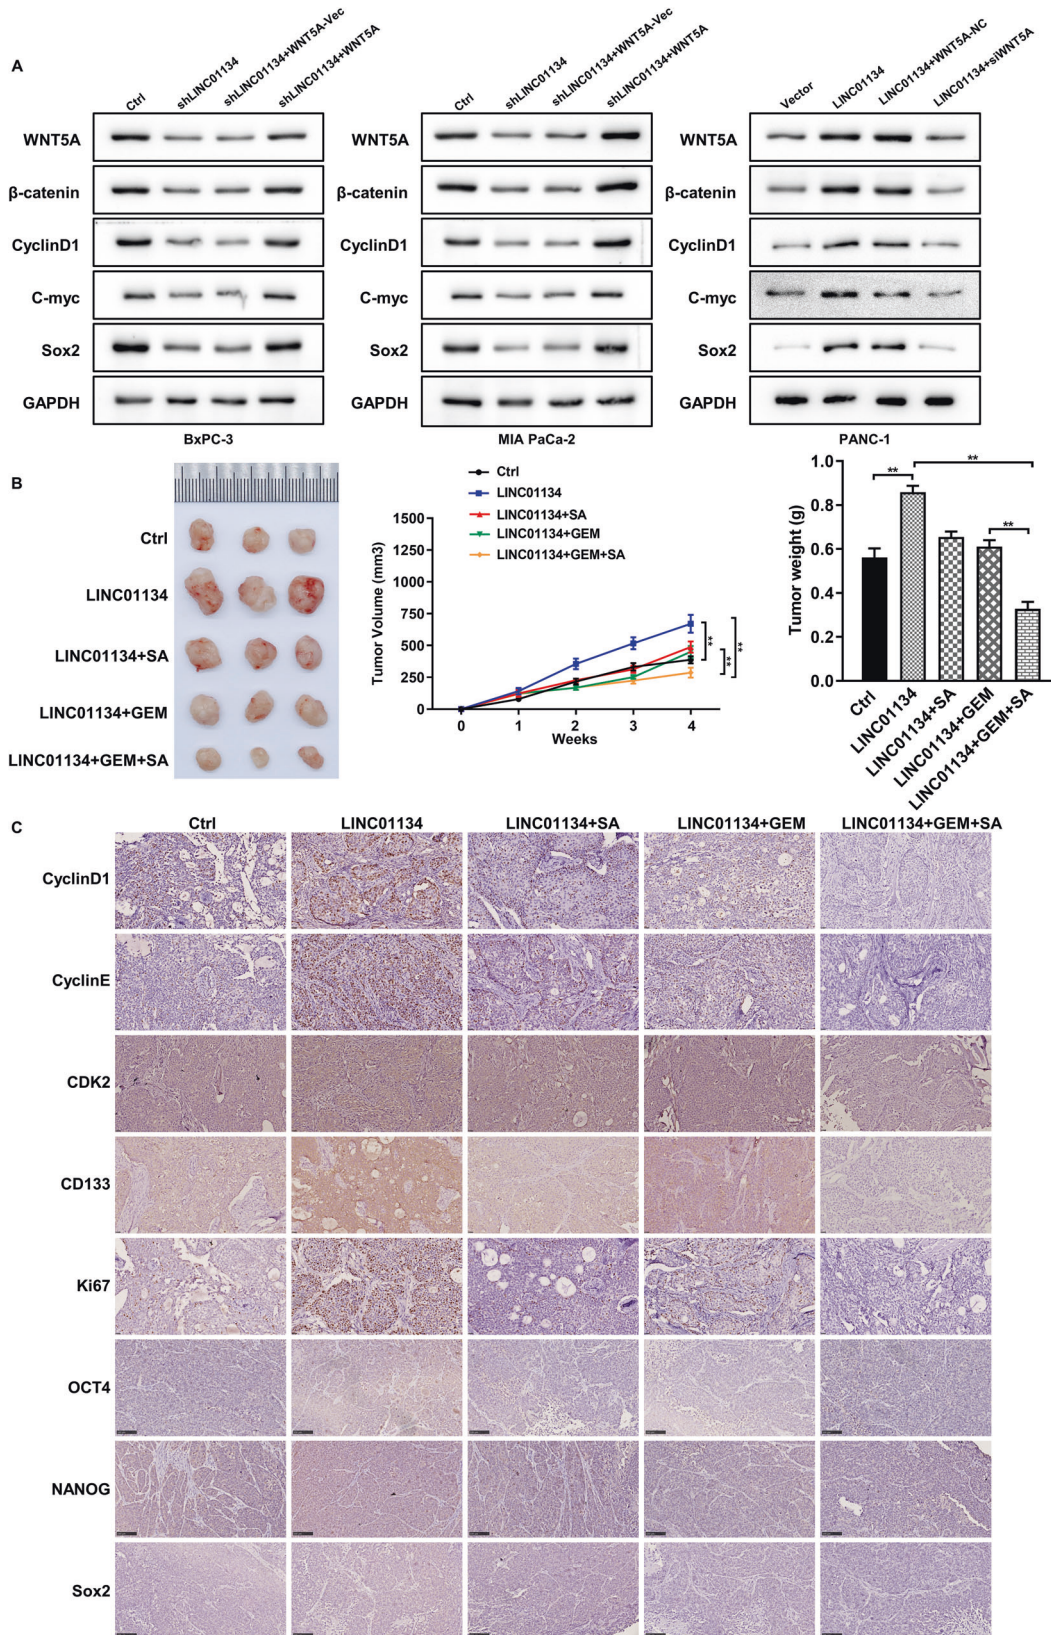 A
Ctrl
shLINC01134
shLINC01134+WNT5A-Vec
shLINC01134+WNT5A
Ctrl
shLINC01134
shLINC01134+WNT5A-Vec
shLINC01134+WNT5A
Vector
LINC01134
LINC01134+WNT5A-NC
LINC01134+siWNT5A
WNT5A
β-catenin
CyclinD1
C-myc
Sox2
GAPDH
BxPC-3
WNT5A
β-catenin
CyclinD1
C-myc
Sox2
GAPDH
MIA PaCa-2
WNT5A
β-catenin
CyclinD1
C-myc
Sox2
GAPDH
PANC-1
B
Ctrl
LINC01134
LINC01134+SA
LINC01134+GEM
LINC01134+GEM+SA
Ctrl
LINC01134
LINC01134+SA
LINC01134+GEM
LINC01134+GEM+SA
Tumor Volume (mm3)
1500
1250
1000
750
500
250
0
0 1 2 3 4
Weeks
**
**
**
Tumor weight (g)
1.0
0.8
0.6
0.4
0.2
0.0
**
**
**
Ctrl
LINC01134
LINC01134+SA
LINC01134+GEM
LINC01134+GEM+SA
C
Ctrl LINC01134 LINC01134+SA LINC01134+GEM LINC01134+GEM+SA
CyclinD1
CyclinE
CDK2
CD133
Ki67
OCT4
NANOG
Sox2